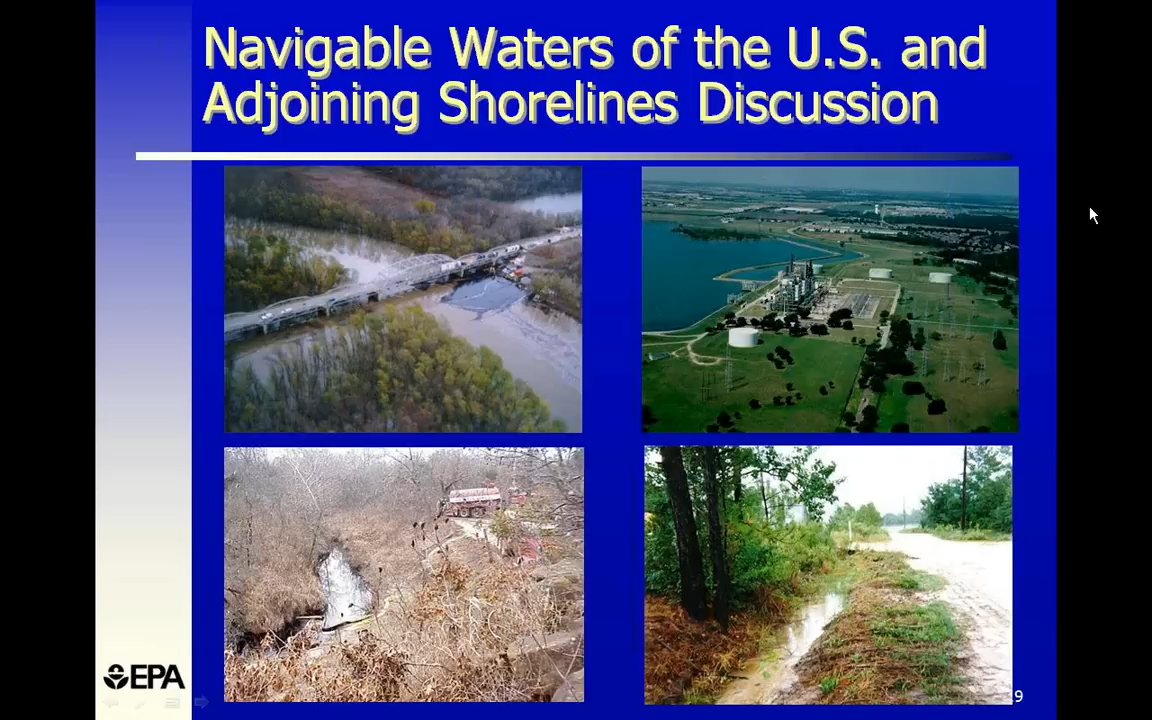 Navigable Waters of the U.S. and
Adjoining Shorelines Discussion
EPA
9